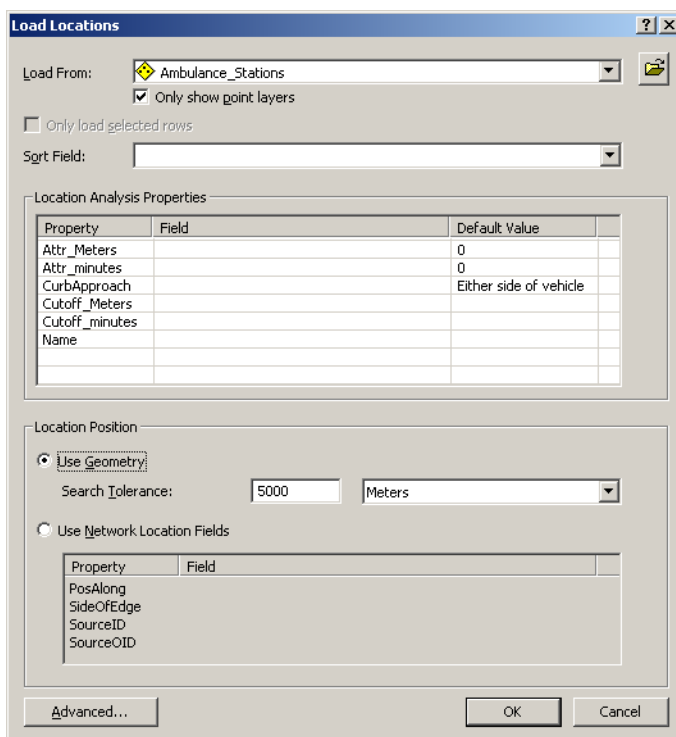 Load Locations
Load From: Ambulance_Stations
Only show point layers
Only load selected rows
Sort Field:
Location Analysis Properties
Property Field Default Value
Attr_Meters 0
Attr_minutes 0
CurbApproach Either side of vehicle
Cutoff_Meters
Cutoff_minutes
Name
Location Position
Use Geometry
Search Tolerance: 5000 Meters
Use Network Location Fields
Property Field
PosAlong
SideOfEdge
SourceID
SourceOID
Advanced... OK Cancel